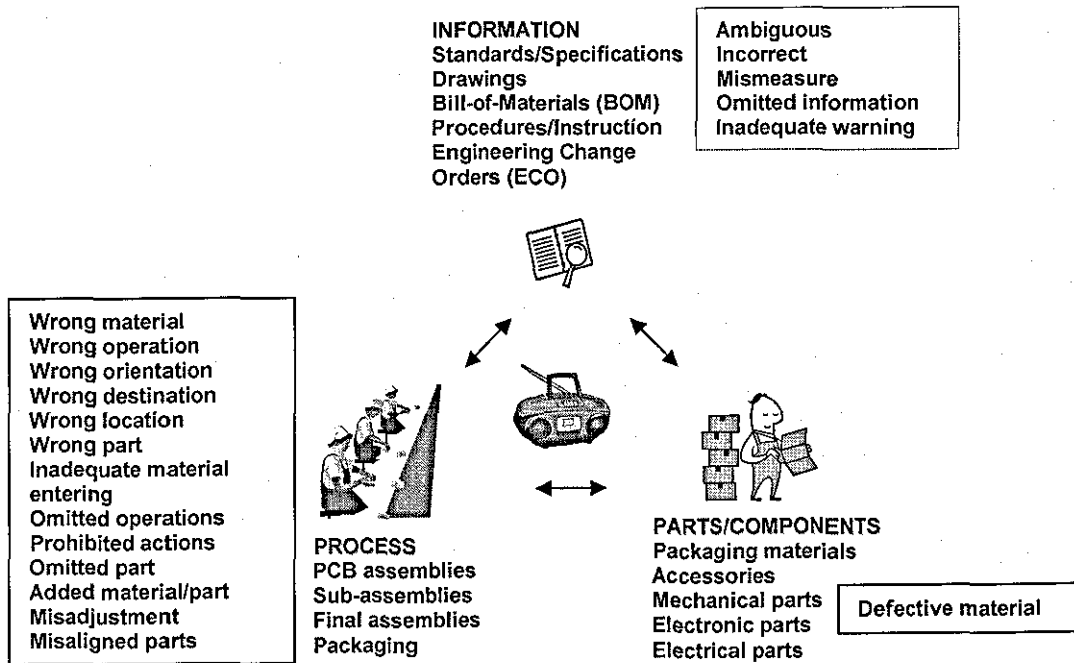 INFORMATION
Standards/Specifications
Drawings
Bill-of-Materials (BOM)
Procedures/Instruction
Engineering Change
Orders (ECO)
Ambiguous
Incorrect
Mismeasure
Omitted information
Inadequate warning
Wrong material
Wrong operation
Wrong orientation
Wrong destination
Wrong location
Wrong part
Inadequate material
entering
Omitted operations
Prohibited actions
Omitted part
Added material/part
Misadjustment
Misaligned parts
PROCESS
PCB assemblies
Sub-assemblies
Final assemblies
Packaging
PARTS/COMPONENTS
Packaging materials
Accessories
Mechanical parts
Electronic parts
Electrical parts
Defective material